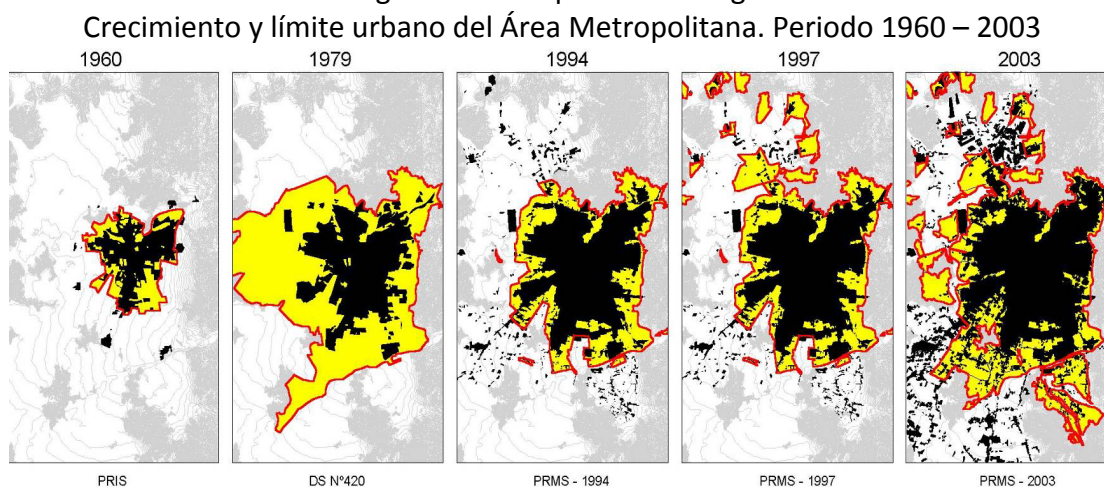 Crecimiento y límite urbano del Área Metropolitana. Periodo 1960 – 2003
1960 1979 1994 1997 2003
PRIS DS N°420 PRMS - 1994 PRMS - 1997 PRMS - 2003